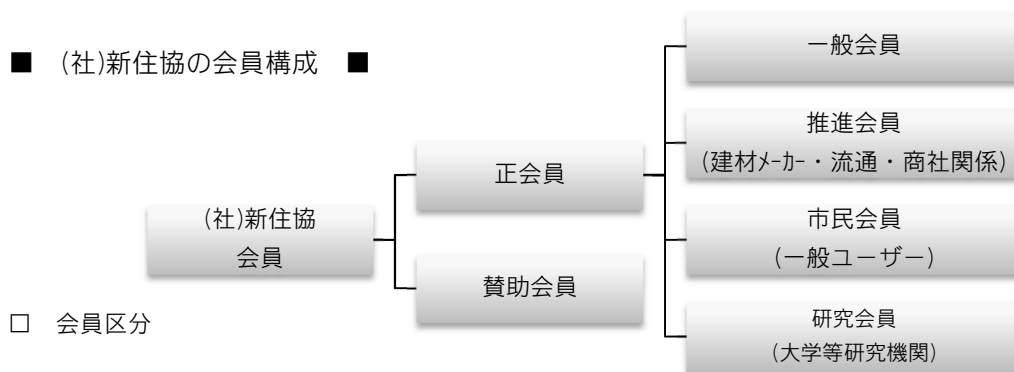 ■ (社)新住協の会員構成 ■
(社)新住協
会員
正会員
賛助会員
一般会員
推進会員
(建材ﾒｰｶｰ・流通・商社関係)
市民会員
(一般ユーザー)
研究会員
(大学等研究機関)
□ 会員区分